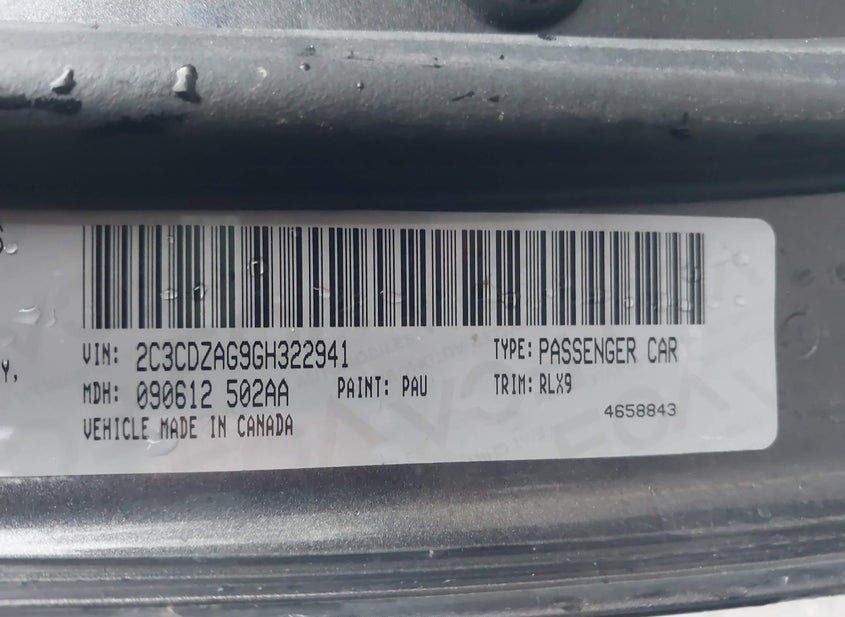 VIN: 2C3CDZAG9GH322941 TYPE: PASSENGER CAR
Y,
MDH: 090612 502AA PAINT: PAU TRIM: RLX9
VEHICLE MADE IN CANADA 4658843